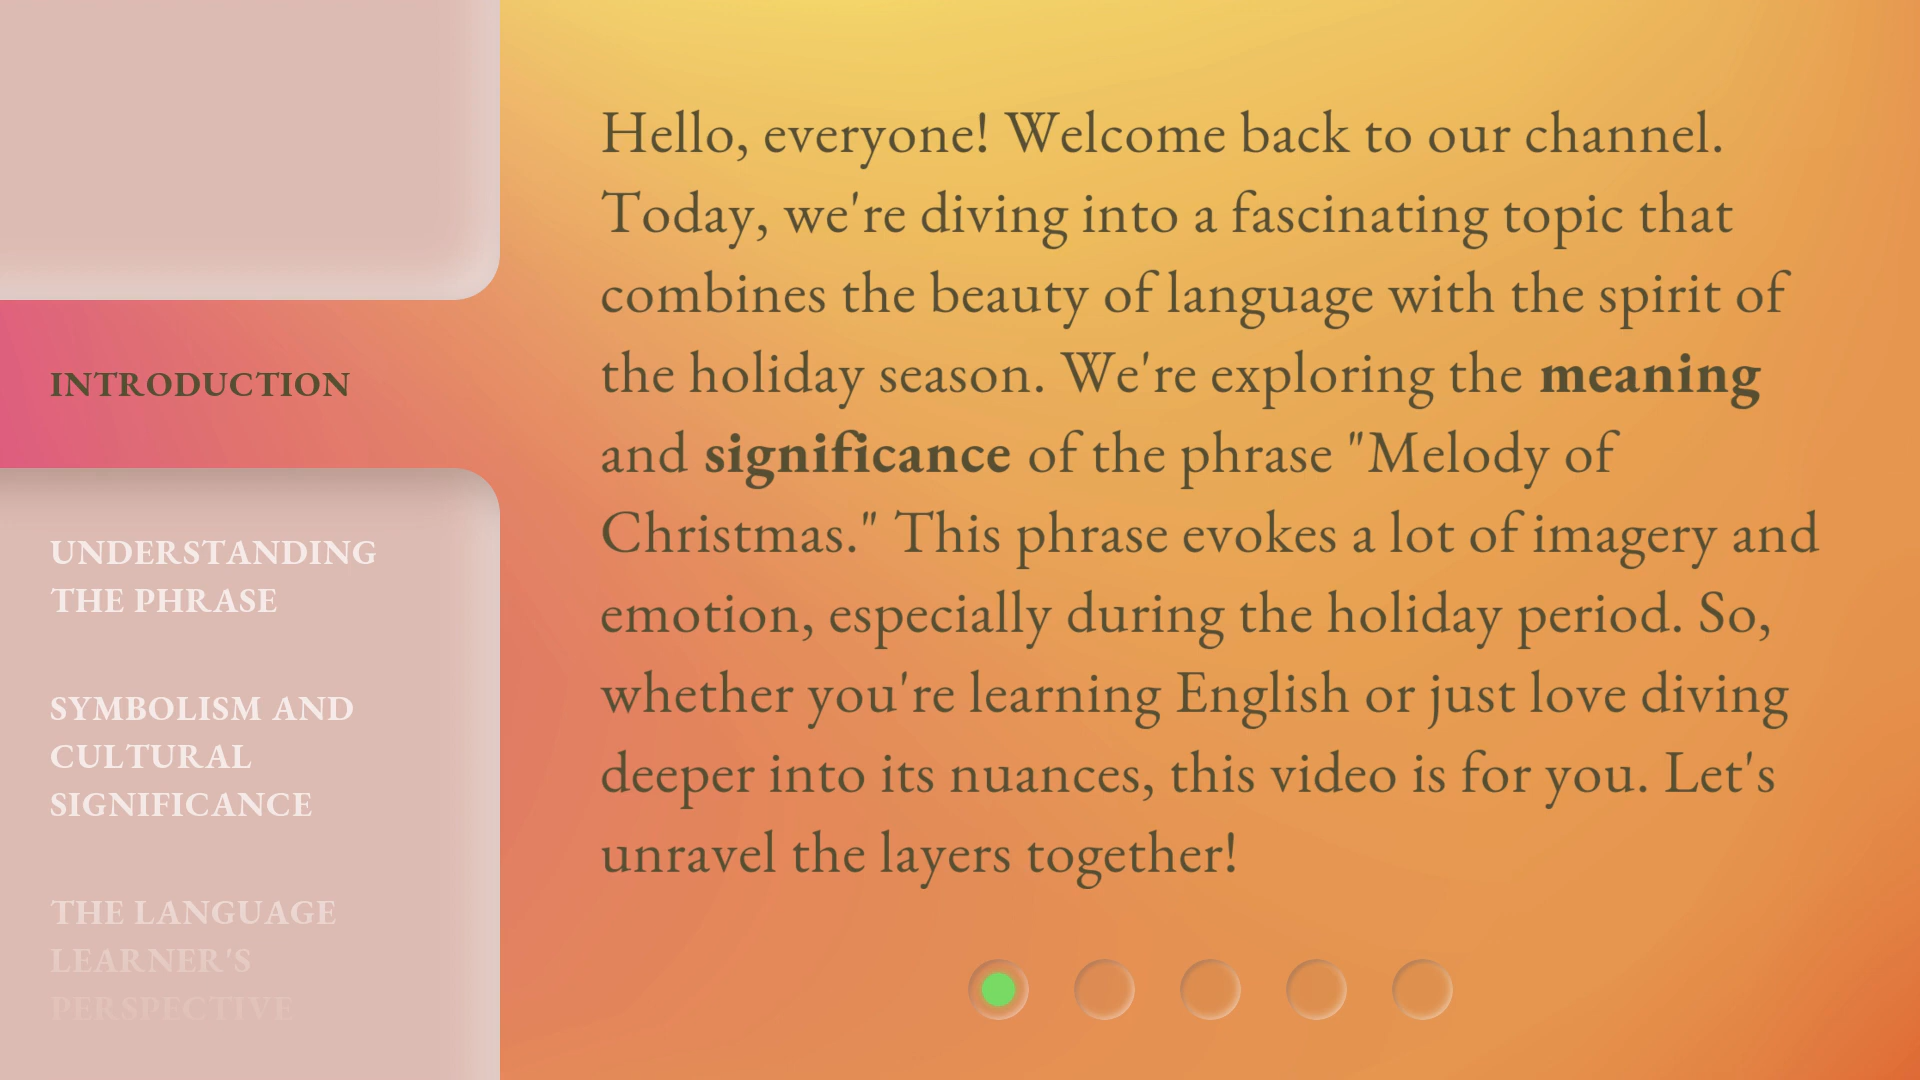 INTRODUCTION
UNDERSTANDING
THE PHRASE
SYMBOLISM AND
CULTURAL
SIGNIFICANCE
THE LANGUAGE
LEARNER'S
PERSPECTIVE
Hello, everyone! Welcome back to our channel.
Today, we're diving into a fascinating topic that
combines the beauty of language with the spirit of
the holiday season. We're exploring the meaning
and significance of the phrase "Melody of
Christmas." This phrase evokes a lot of imagery and
emotion, especially during the holiday period. So,
whether you're learning English or just love diving
deeper into its nuances, this video is for you. Let's
unravel the layers together!